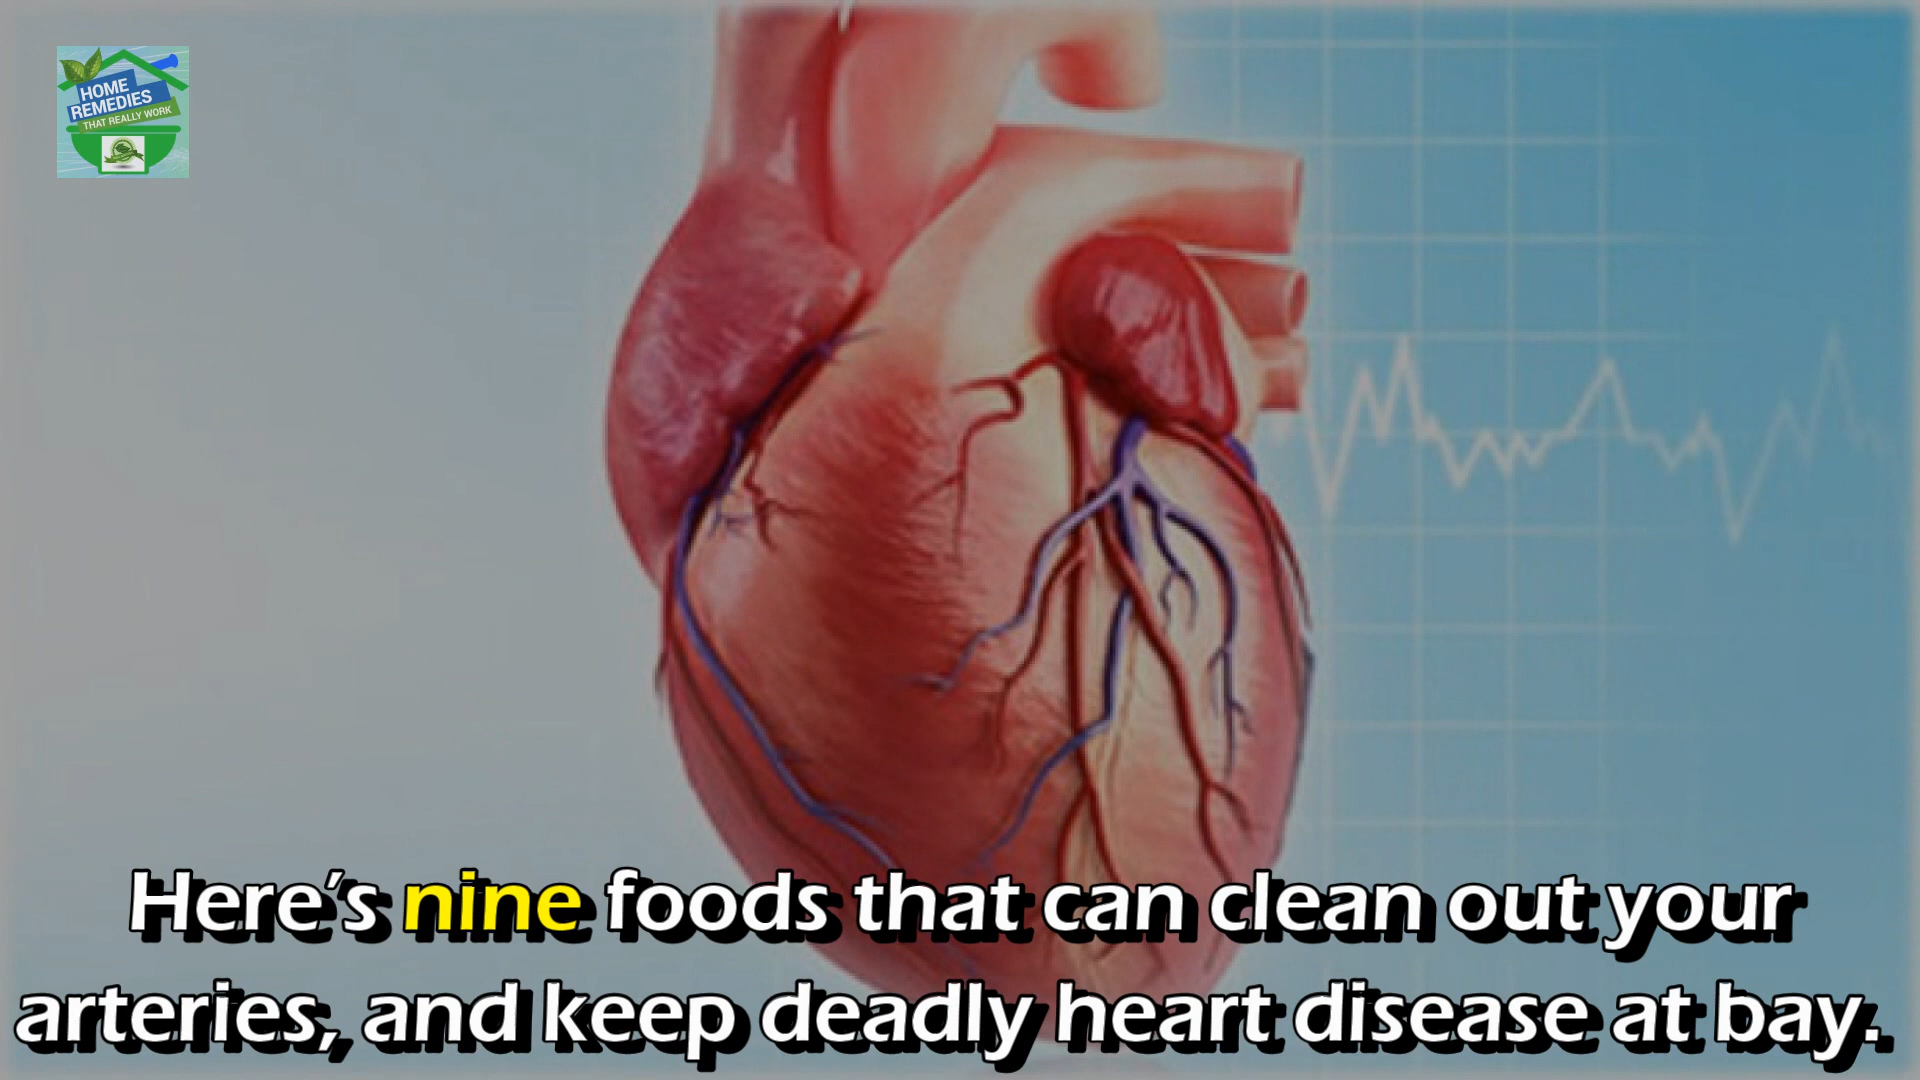 HOME
REMEDIES
THAT REALLY WORK
Here's nine foods that can clean out your
arteries, and keep deadly heart disease at bay.